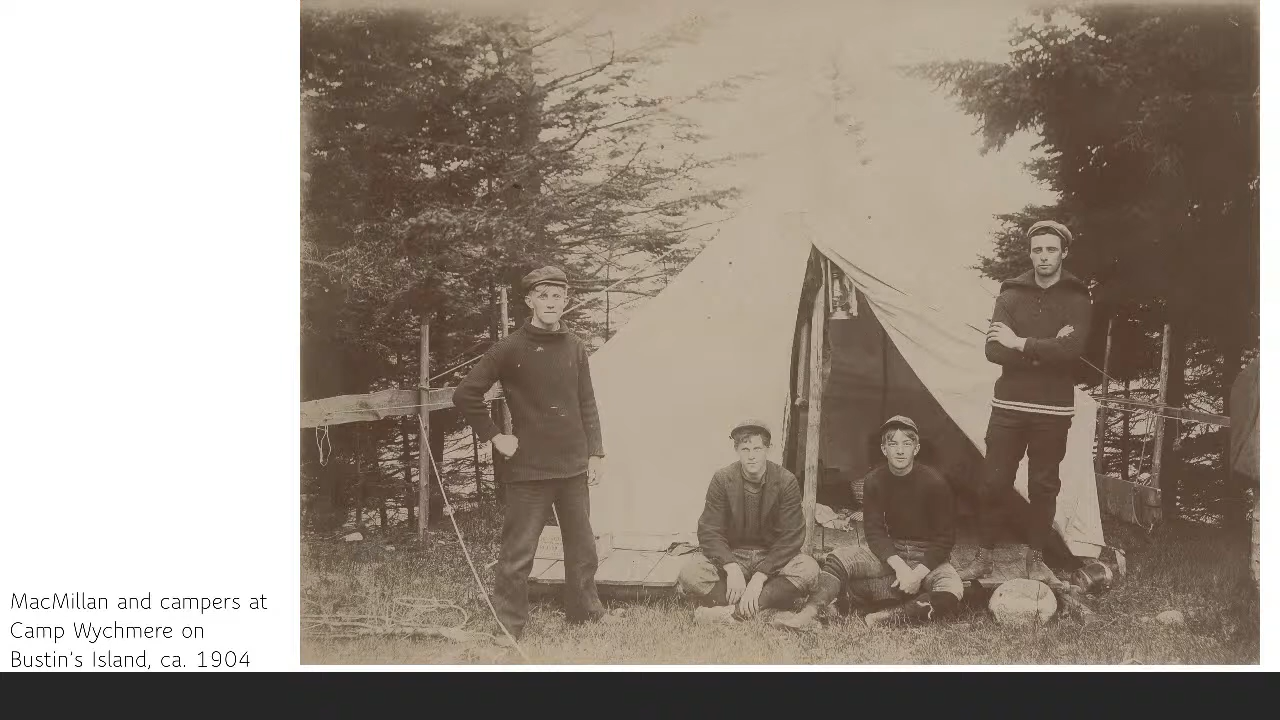 MacMillan and campers at
Camp Wychmere on
Bustin's Island, ca. 1904